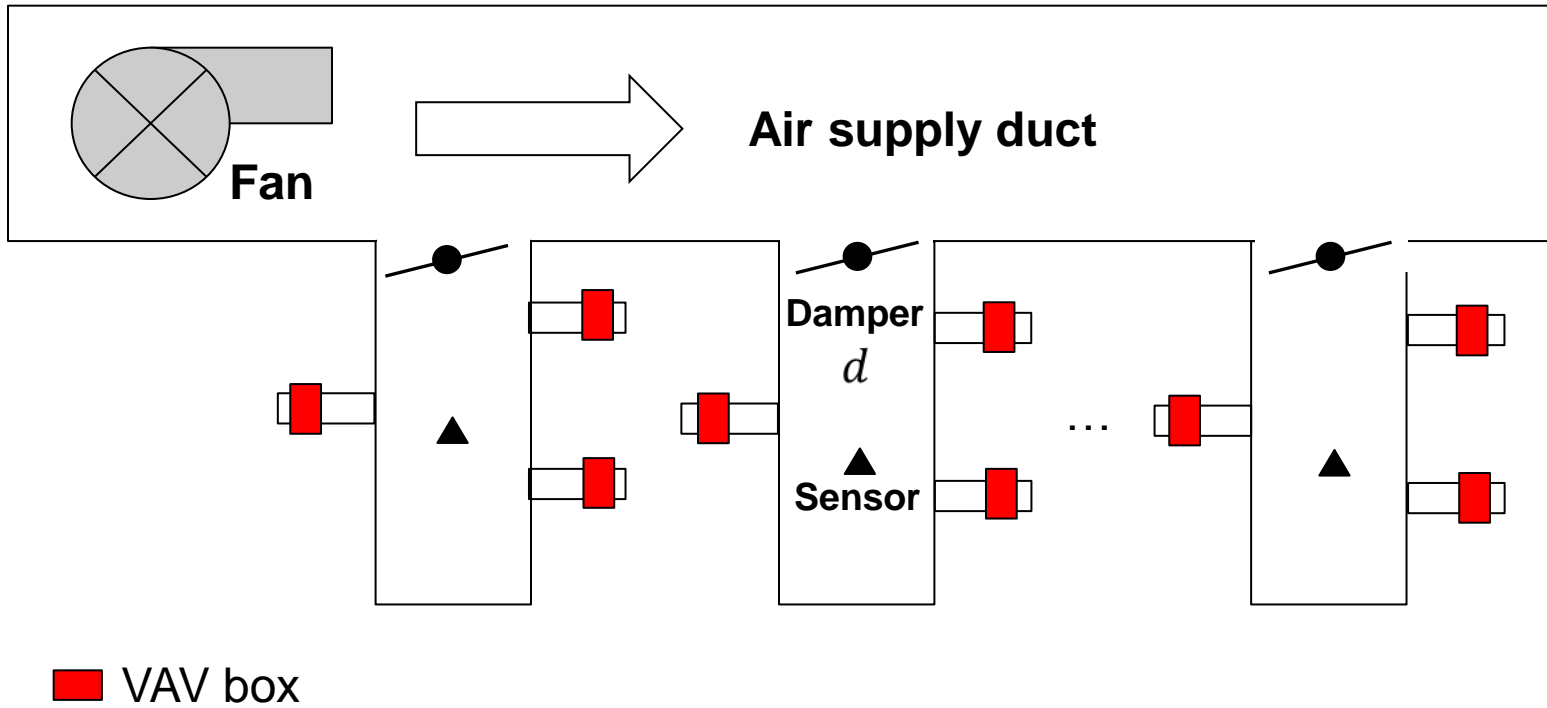 Air supply duct
Fan
Damper
d
...
Sensor
VAV box